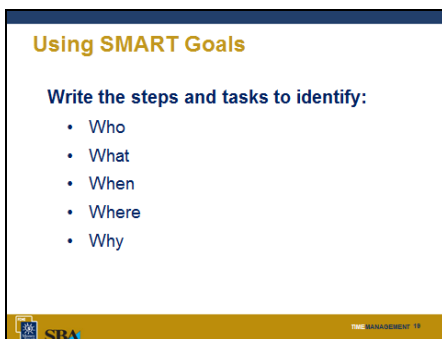 Using SMART Goals
Write the steps and tasks to identify:
• Who
• What
• When
• Where
• Why
SBA
TIME MANAGEMENT 18